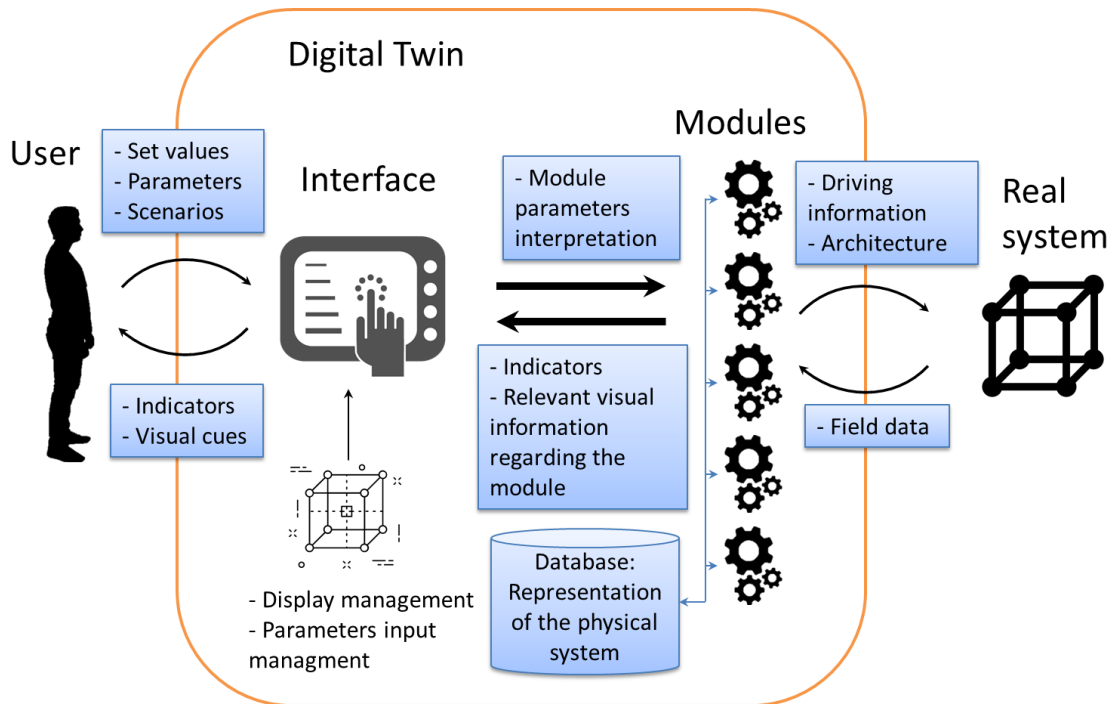 Digital Twin
User
- Set values
- Parameters
- Scenarios
Interface
- Module
parameters
interpretation
Modules
- Driving
information
- Architecture
Real
system
- Indicators
- Visual cues
- Indicators
- Relevant visual
information
regarding the
module
- Field data
- Display management
- Parameters input
managment
Database:
Representation
of the physical
system